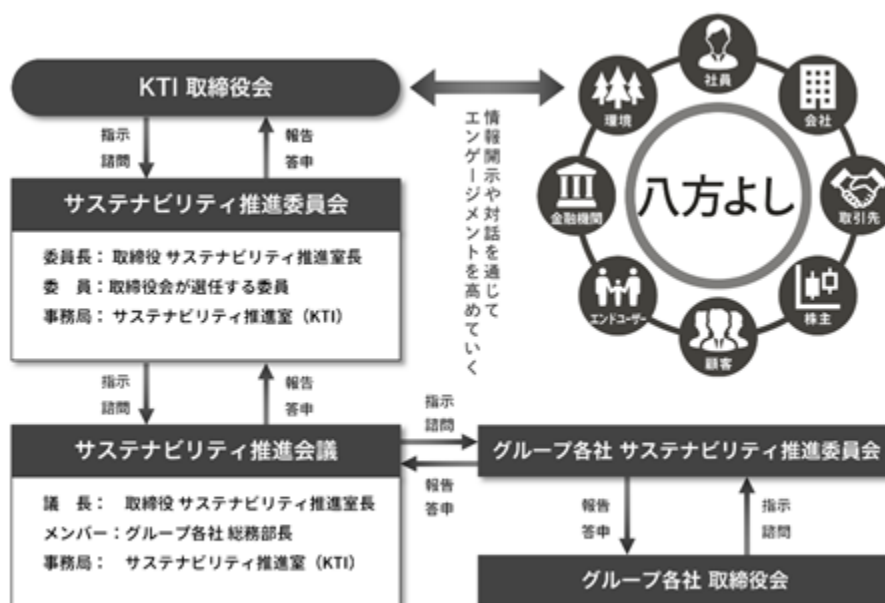 KTI 取締役会
指示
諮問
報告
答申
サステナビリティ推進委員会
委員長： 取締役 サステナビリティ推進室長
委　員：取締役会が選任する委員
事務局： サステナビリティ推進室（KTI）
指示
諮問
報告
答申
サステナビリティ推進会議
議　長：　取締役 サステナビリティ推進室長
メンバー：グループ各社 総務部長
事務局：　サステナビリティ推進室（KTI）
指示
諮問
報告
答申
グループ各社 サステナビリティ推進委員会
報告
答申
指示
諮問
グループ各社 取締役会
情報開示や対話を通じて
エンゲージメントを高めていく
八方よし
社員
会社
取引先
株主
顧客
エンドユーザー
金融機関
環境